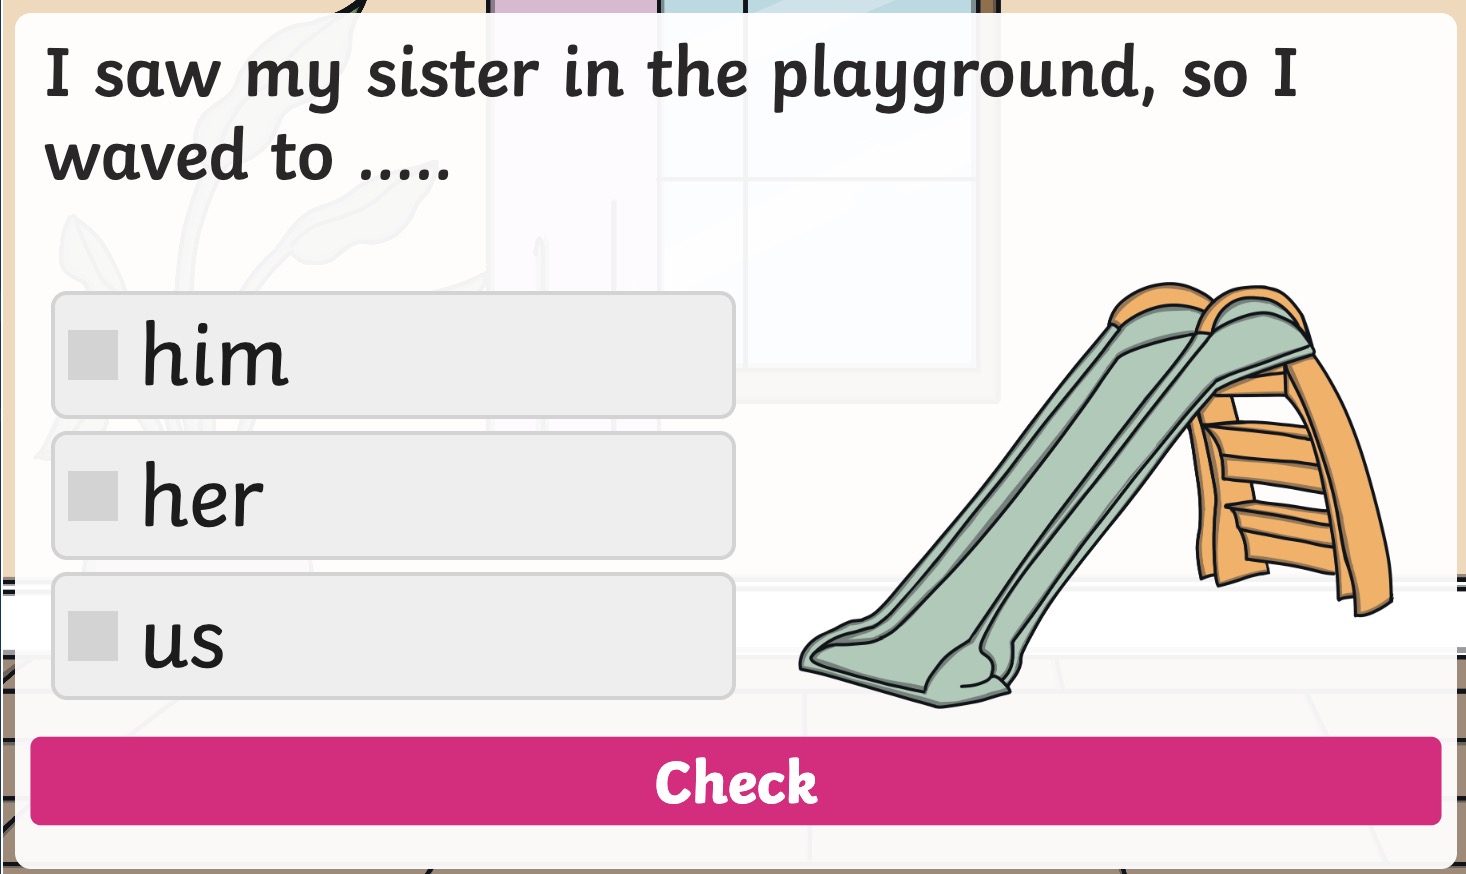 I saw my sister in the playground, so I
waved to .....
him
her
us
Check